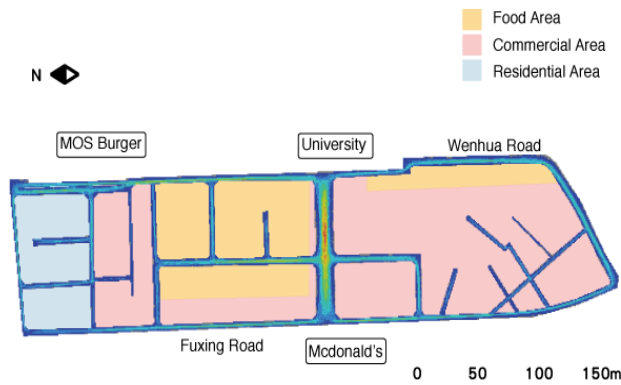 Food Area
Commercial Area
Residential Area
N
MOS Burger
University
Wenhua Road
Fuxing Road
Mcdonald's
0 50 100 150m